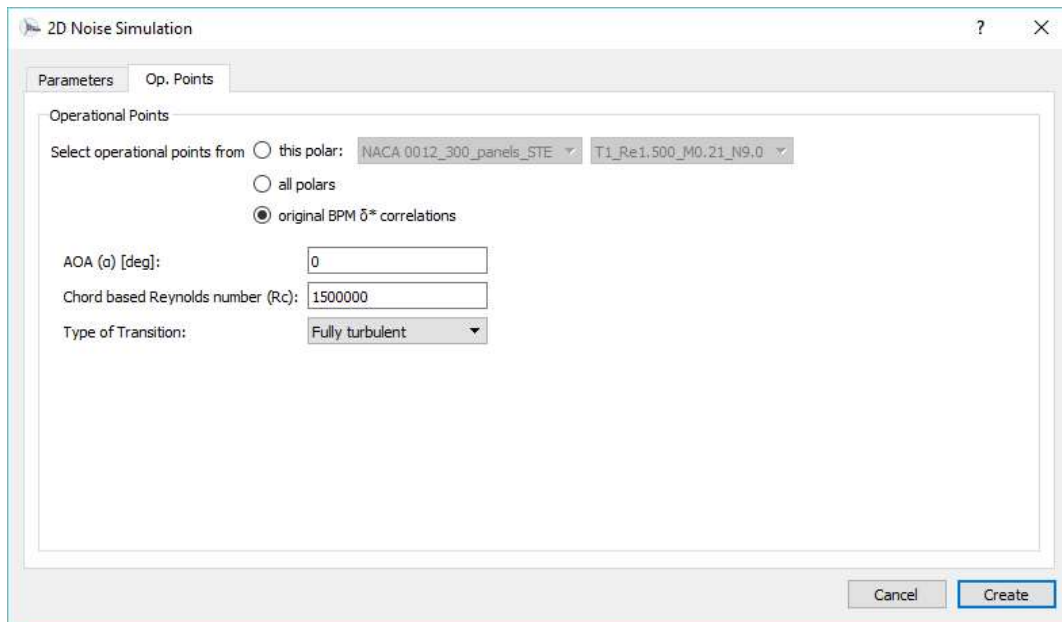 2D Noise Simulation ?
Parameters Op. Points
Operational Points
Select operational points from this polar: NACA 0012_300_panels_STE T1_Re1.500_M0.21_N9.0
all polars
original BPM δ* correlations
AOA (α) [deg]: 0
Chord based Reynolds number (Rc): 1500000
Type of Transition: Fully turbulent
Cancel Create